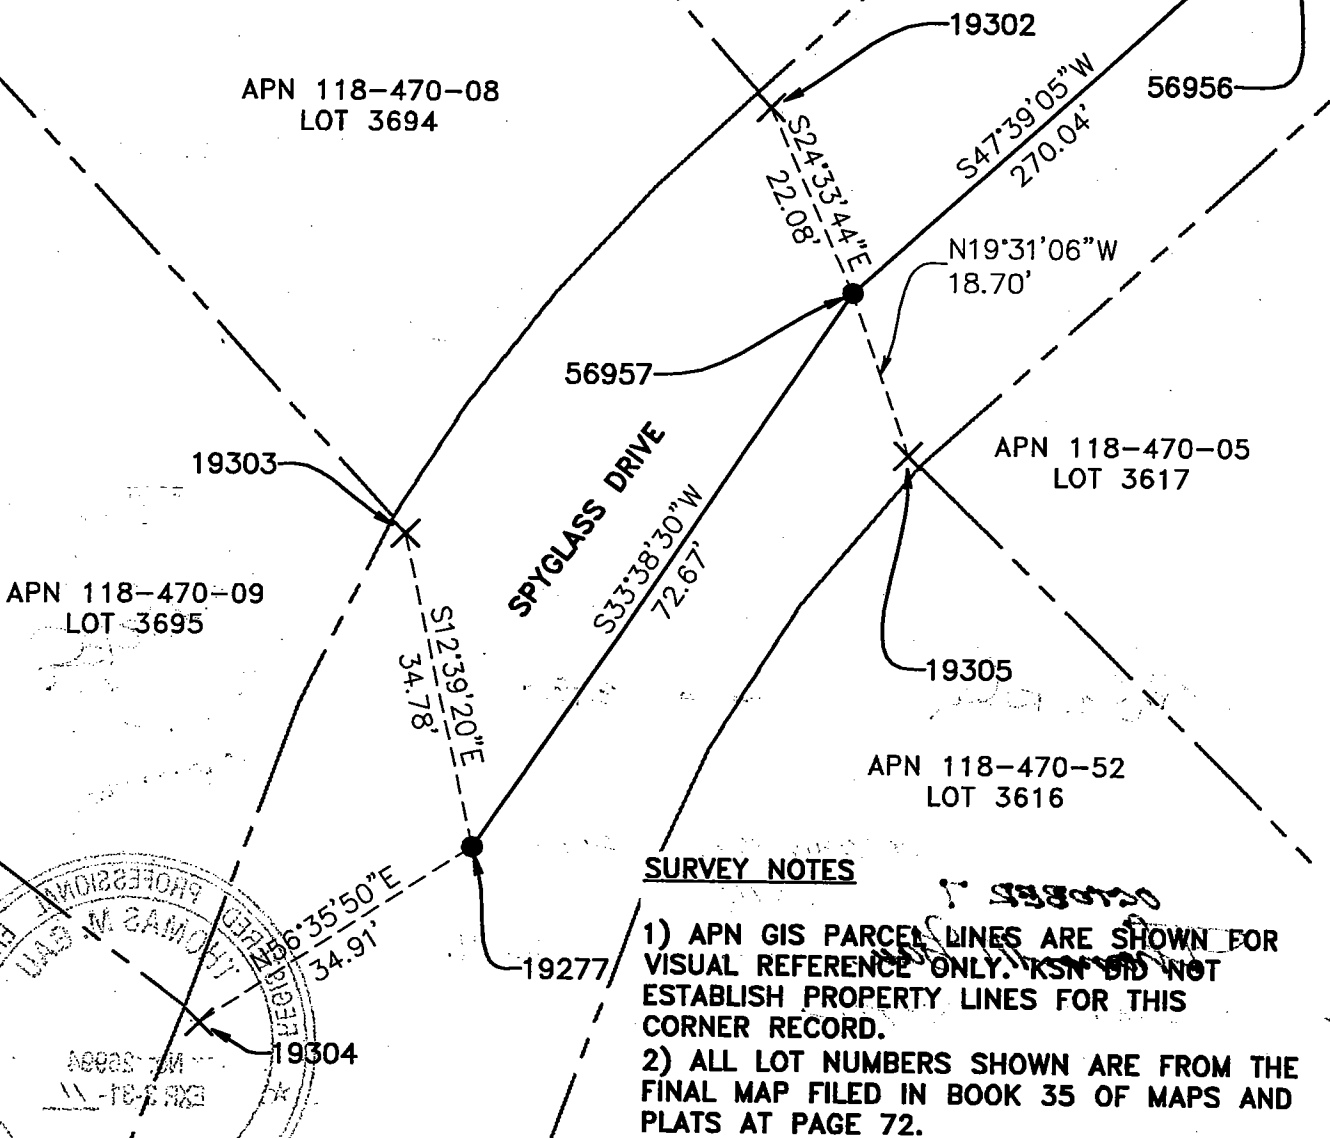 19302
APN 118-470-08
LOT 3694
56956
S47°39'05"W
270.04'
S24°33'44"E
22.08'
N19°31'06"W
18.70'
56957
SPYGLASS DRIVE
19303
APN 118-470-05
LOT 3617
S33°38'30"W
72.67'
APN 118-470-09
LOT 3695
S12°39'20"E
34.78'
19305
APN 118-470-52
LOT 3616
N56°35'50"E
34.91'
19277
19304
SURVEY NOTES
1) APN GIS PARCEL LINES ARE SHOWN FOR
VISUAL REFERENCE ONLY. KSN DID NOT
ESTABLISH PROPERTY LINES FOR THIS
CORNER RECORD.
2) ALL LOT NUMBERS SHOWN ARE FROM THE
FINAL MAP FILED IN BOOK 35 OF MAPS AND
PLATS AT PAGE 72.
PROFESSIONAL
THOMAS M. GAU